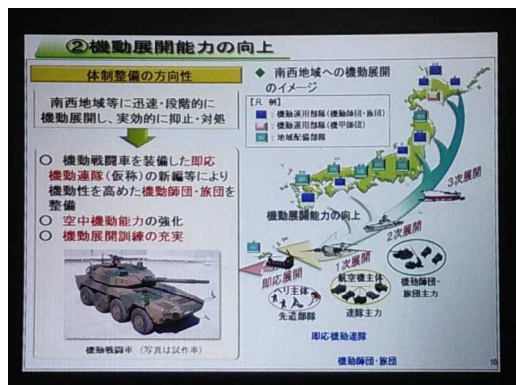 ②機動展開能力の向上
体制整備の方向性
南西地域等に迅速・段階的に
機動展開し、実効的に抑止・対処
○ 機動戦闘車を装備した即応
機動連隊(仮称)の新編等により
機動性を高めた機動師団・旅団を
整備
○ 空中機動能力の強化
○ 機動展開訓練の充実
機動戦闘車 (写真は試作車)
◆ 南西地域への機動展開
のイメージ
【凡 例】
:機動運用部隊(機動師団・旅団)
:機動運用部隊(機甲師団)
:地域配備部隊
機動展開能力の向上
3次展開
2次展開
1次展開
即応展開
ヘリ主体
先遣部隊
航空機主体
連隊主力
機動師団・
旅団主力
即応機動連隊
機動師団・旅団